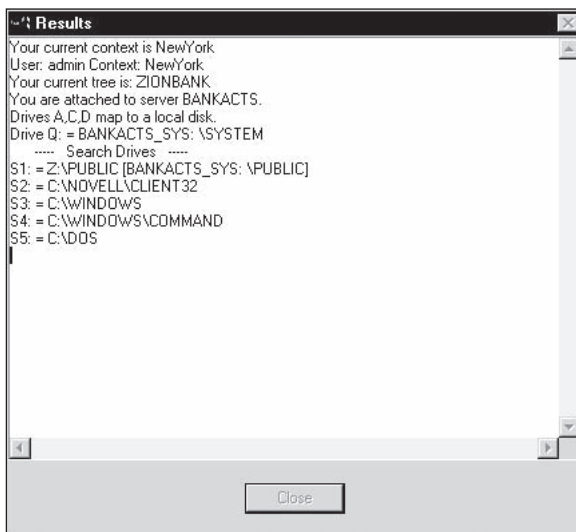 Results
Your current context is NewYork
User: admin Context: NewYork
Your current tree is: ZIONBANK
You are attached to server BANKACTS.
Drives A,C,D map to a local disk.
Drive Q: = BANKACTS_SYS: \SYSTEM
----- Search Drives -----
S1: = Z:\PUBLIC [BANKACTS_SYS: \PUBLIC]
S2: = C:\NOVELL\CLIENT32
S3: = C:\WINDOWS
S4: = C:\WINDOWS\COMMAND
S5: = C:\DOS
Close